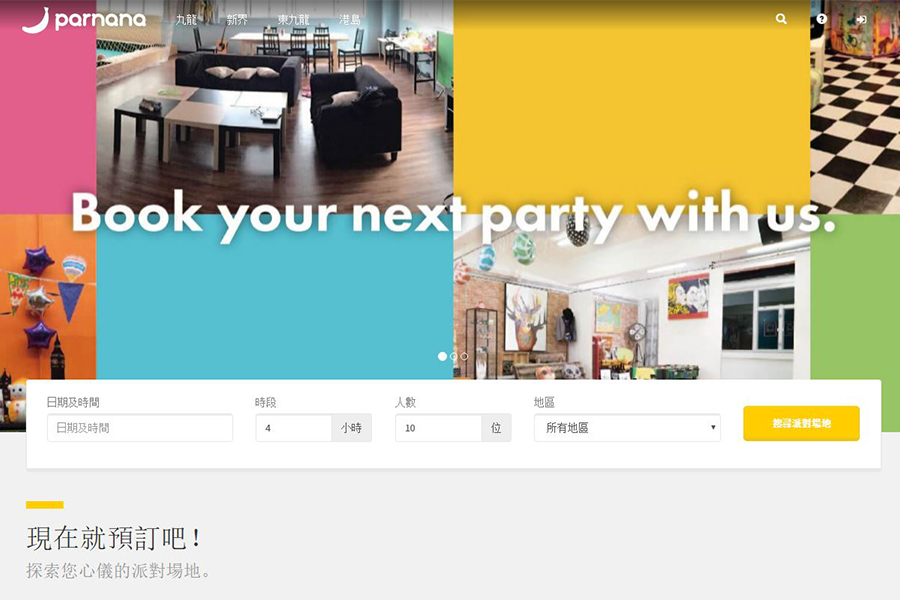 parnana 九龍 新界 東九龍 港島
Book your next party with us.
日期及時間 時段 人數 地區
日期及時間 4 小時 10 位 所有地區 搜尋派對場地
現在就預訂吧！
探索您心儀的派對場地。